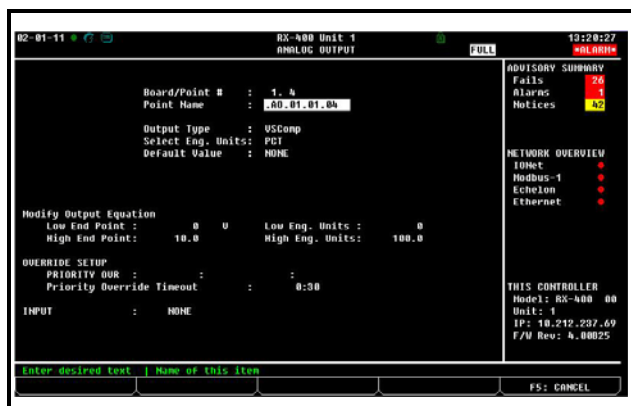 02-01-11 RX-400 Unit 1 13:20:27
ANALOG OUTPUT FULL *ALARM*
ADVISORY SUMMARY
Fails 26
Alarms 1
Notices 42
Board/Point # : 1. 4
Point Name : .AO.01.01.04
Output Type : VSComp
Select Eng. Units: PCT
Default Value : NONE
NETWORK OVERVIEW
IONet
Modbus-1
Echelon
Ethernet
Modify Output Equation
Low End Point : 0 V Low Eng. Units : 0
High End Point: 10.0 High Eng. Units: 100.0
OVERRIDE SETUP
PRIORITY OVR : : :
Priority Override Timeout : 0:30
INPUT : NONE
THIS CONTROLLER
Model: RX-400 00
Unit: 1
IP: 10.212.237.69
F/W Rev: 4.00B25
Enter desired text | Name of this item
F5: CANCEL